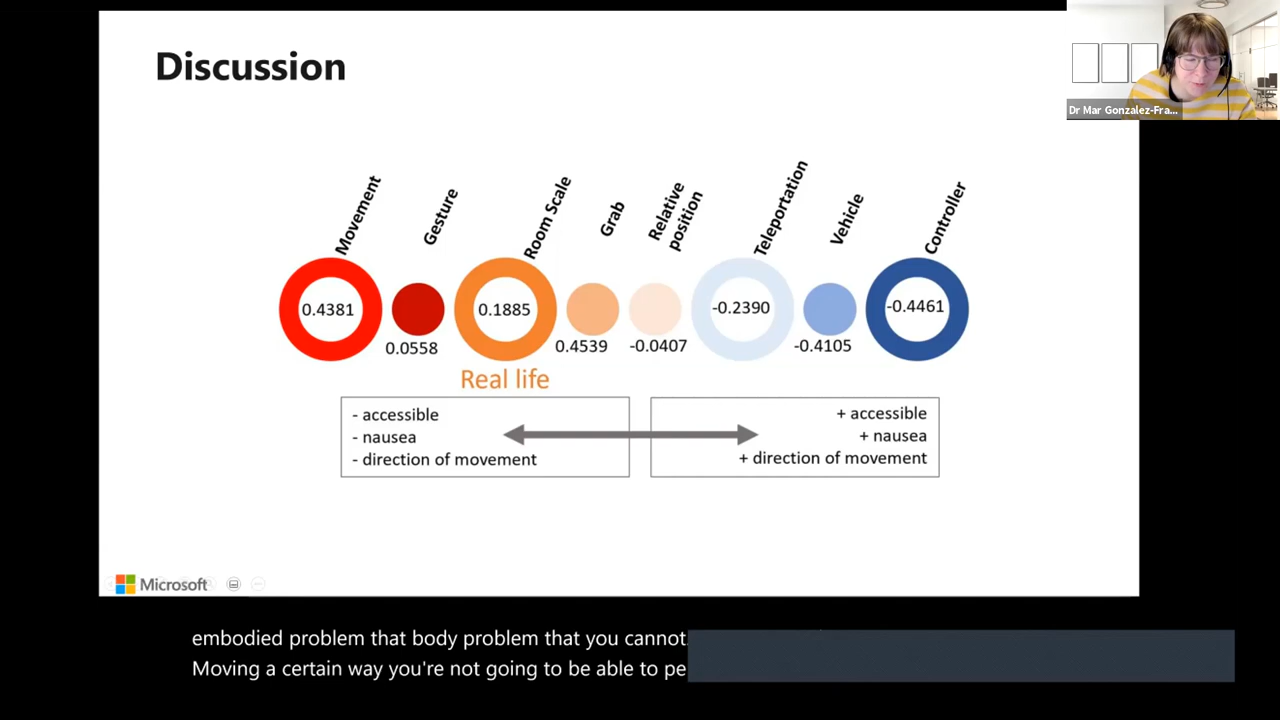 Discussion
Dr Mar Gonzalez-Fra...
Movement
Gesture
Room Scale
Grab
Relative
position
Teleportation
Vehicle
Controller
0.4381
0.0558
0.1885
0.4539
-0.0407
-0.2390
-0.4105
-0.4461
Real life
- accessible
- nausea
- direction of movement
+ accessible
+ nausea
+ direction of movement
Microsoft
embodied problem that body problem that you cannot.
Moving a certain way you're not going to be able to pe